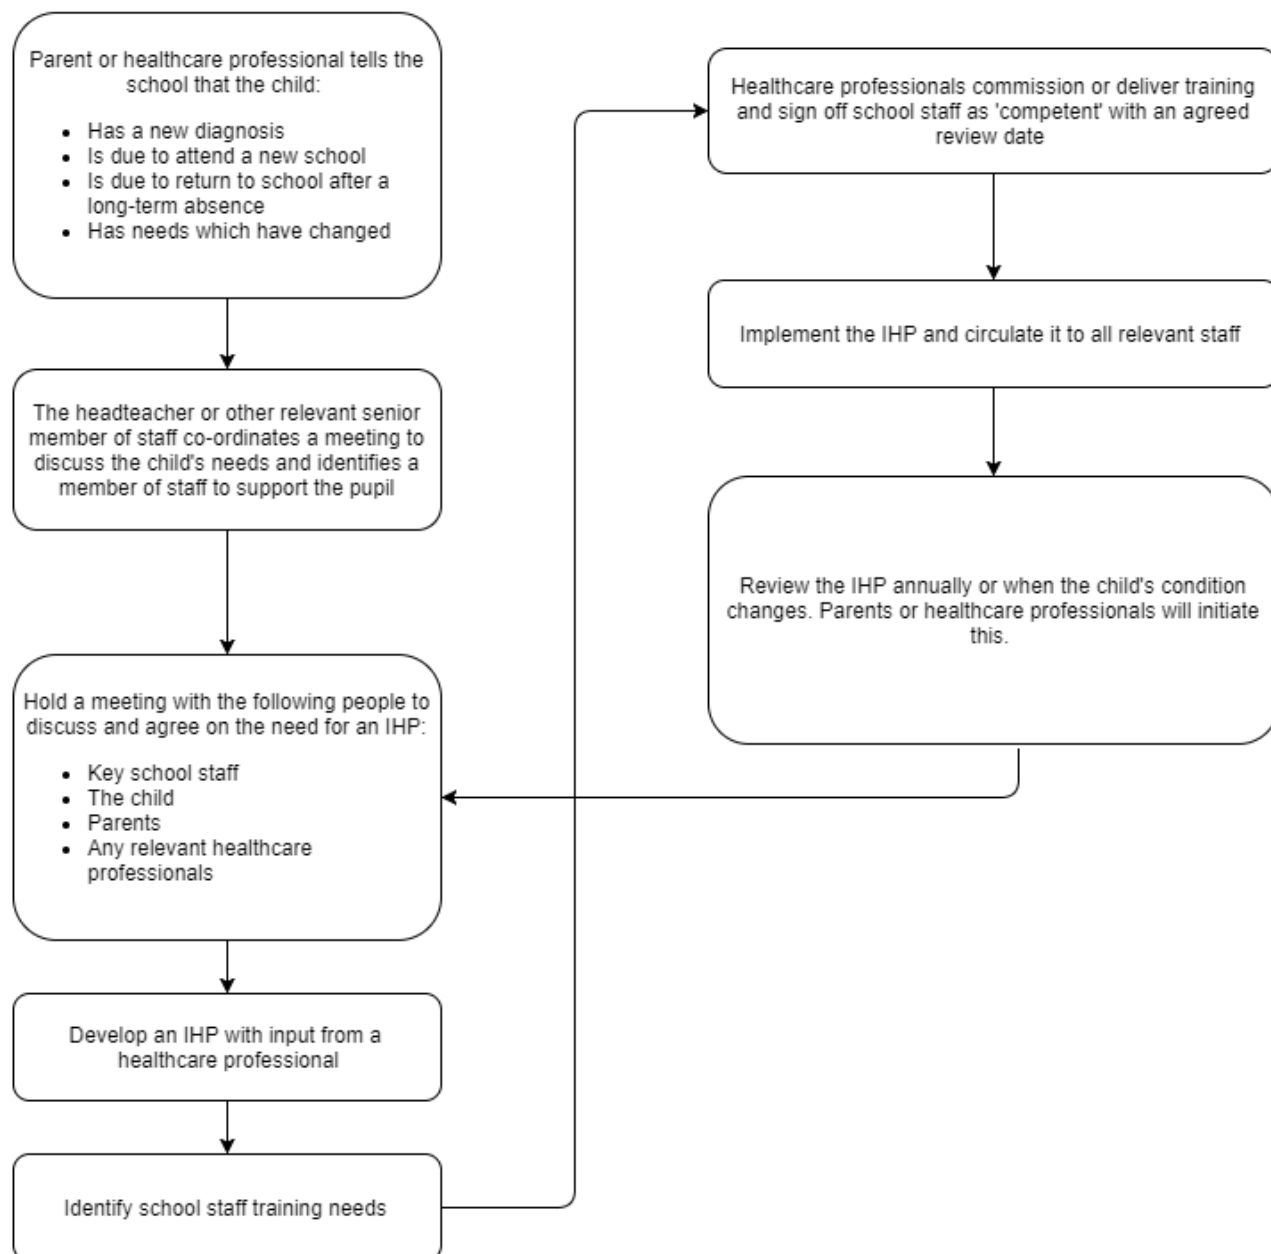 Parent or healthcare professional tells the
school that the child:
Has a new diagnosis
Is due to attend a new school
Is due to return to school after a
long-term absence
Has needs which have changed
The headteacher or other relevant senior
member of staff co-ordinates a meeting to
discuss the child's needs and identifies a
member of staff to support the pupil
Hold a meeting with the following people to
discuss and agree on the need for an IHP:
Key school staff
The child
Parents
Any relevant healthcare
professionals
Develop an IHP with input from a
healthcare professional
Identify school staff training needs
Healthcare professionals commission or deliver training
and sign off school staff as 'competent' with an agreed
review date
Implement the IHP and circulate it to all relevant staff
Review the IHP annually or when the child's condition
changes. Parents or healthcare professionals will initiate
this.